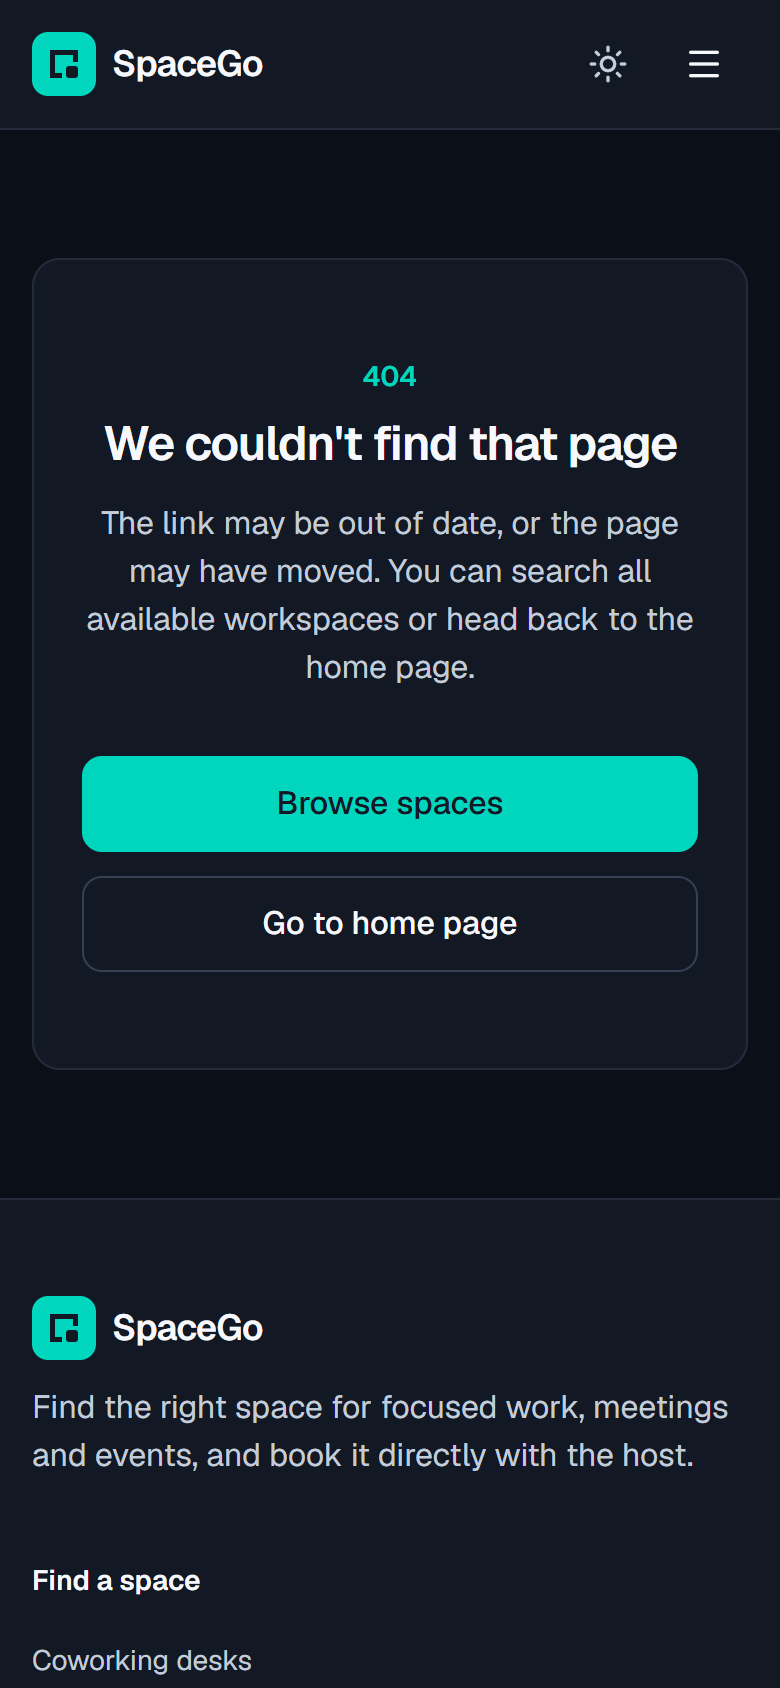 SpaceGo
404
We couldn't find that page
The link may be out of date, or the page
may have moved. You can search all
available workspaces or head back to the
home page.
Browse spaces
Go to home page
SpaceGo
Find the right space for focused work, meetings
and events, and book it directly with the host.
Find a space
Coworking desks